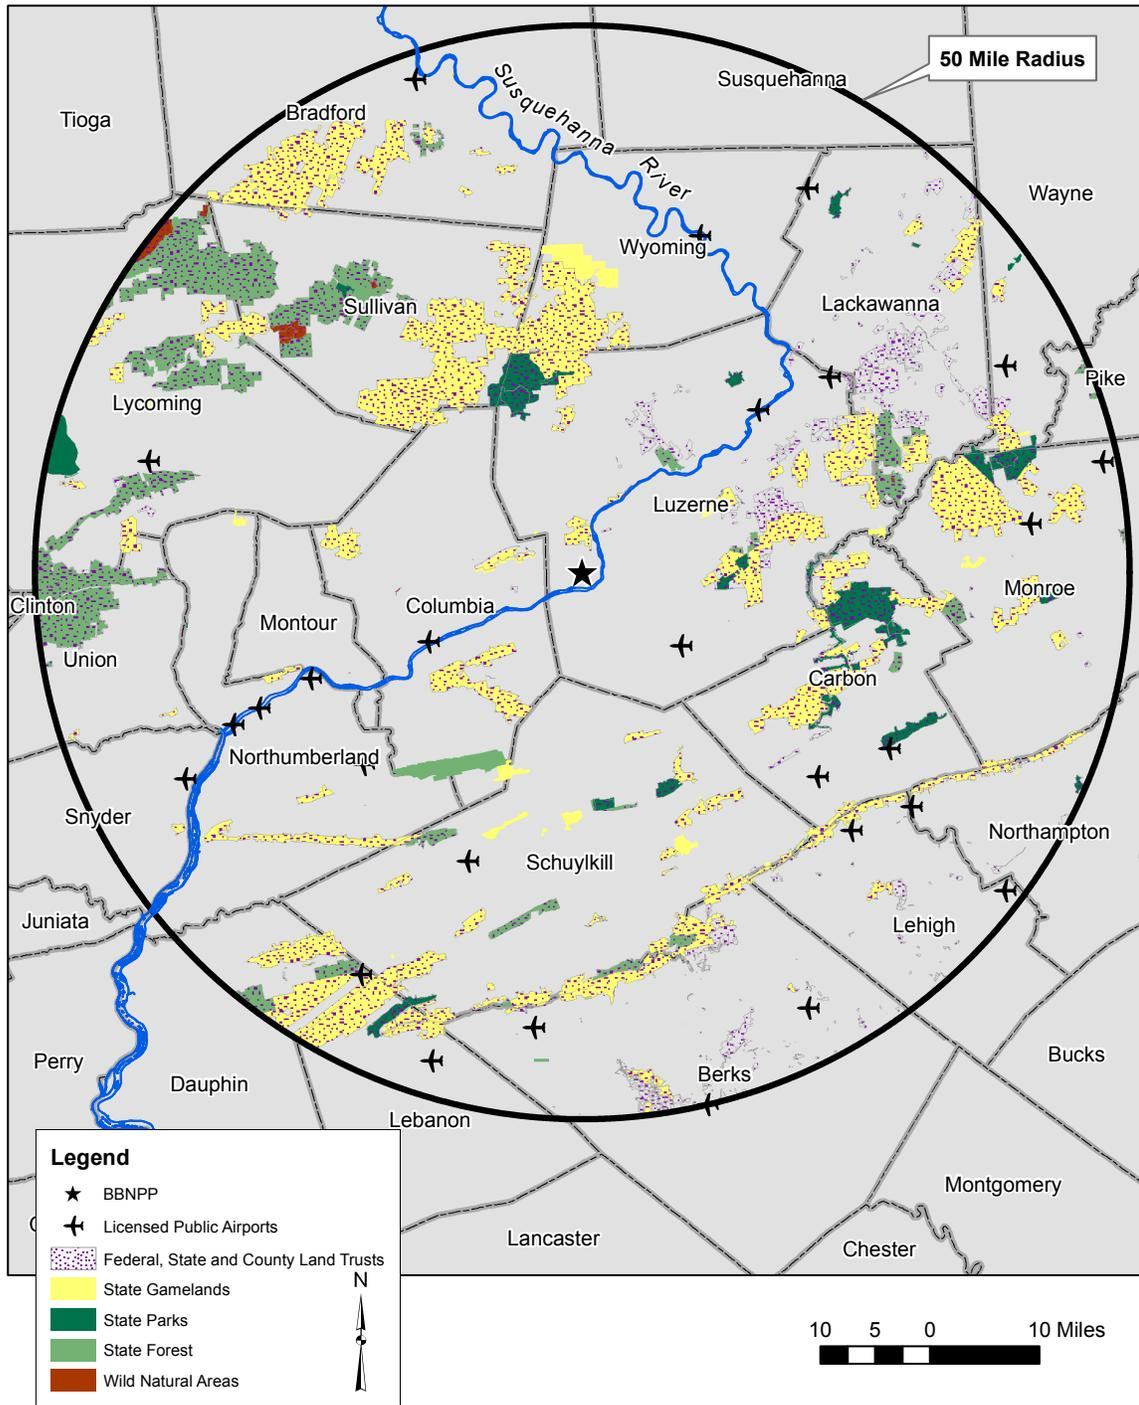 50 Mile Radius
Susquehanna
Bradford
Tioga
Susquehanna River
Wayne
Wyoming
Lackawanna
Sullivan
Pike
Lycoming
Luzerne
Clinton
Columbia
Monroe
Montour
Union
Carbon
Northumberland
Snyder
Northampton
Schuylkill
Juniata
Lehigh
Perry
Bucks
Dauphin
Berks
Lebanon
Montgomery
Lancaster
Chester
Legend
BBNPP
Licensed Public Airports
Federal, State and County Land Trusts
N
State Gamelands
State Parks
State Forest
Wild Natural Areas
10 5 0 10 Miles